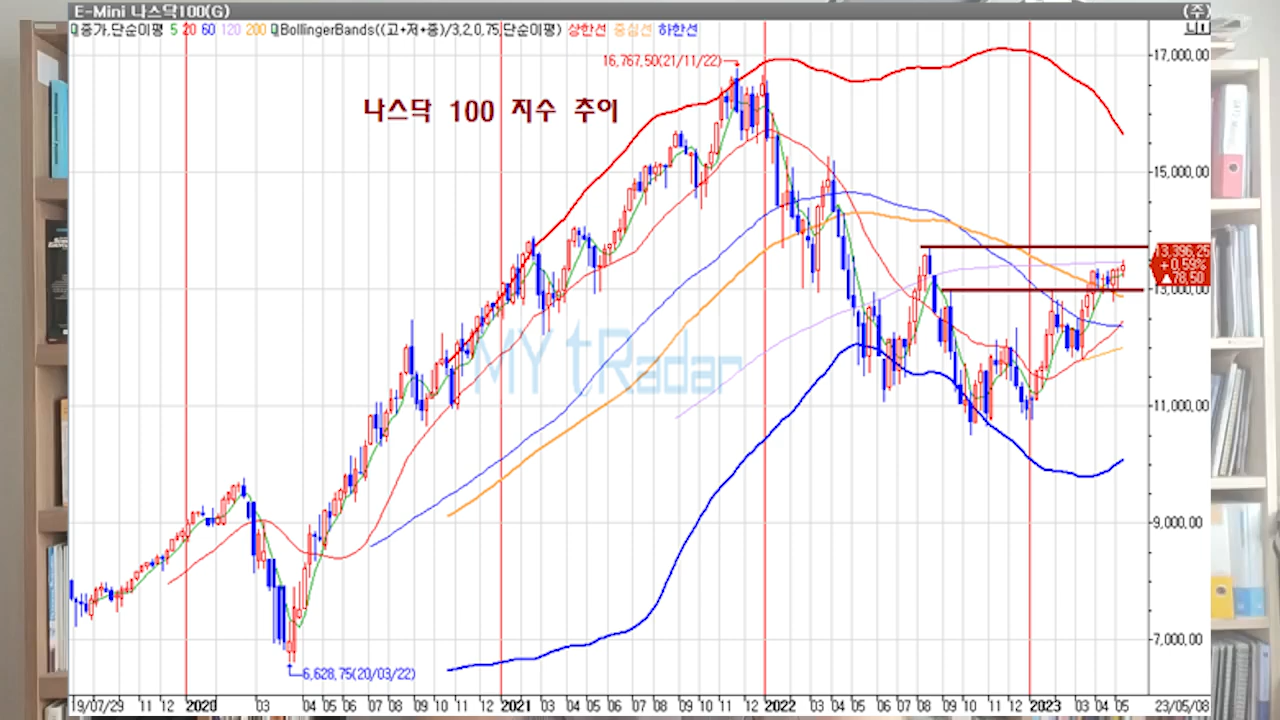 E-Mini 나스닥100(G)
(주)
종가,단순이평 5 20 60 120 200 BollingerBands((고+저+종)/3,2,0,75,단순이평) 상한선 중심선 하한선
17,000.00
16,767,50(21/11/22)
나스닥 100 지수 추이
15,000.00
13,396,25
+0,59%
▲78,50
13,000.00
MY tRadar
11,000.00
9,000.00
7,000.00
6,628,75(20/03/22)
19/07/29 11 12 2020 03 04 05 06 07 08 09 10 11 2021 03 04 05 06 07 08 09 10 11 12 2022 03 04 05 06 07 08 09 10 11 12 2023 03 04 05 23/05/08